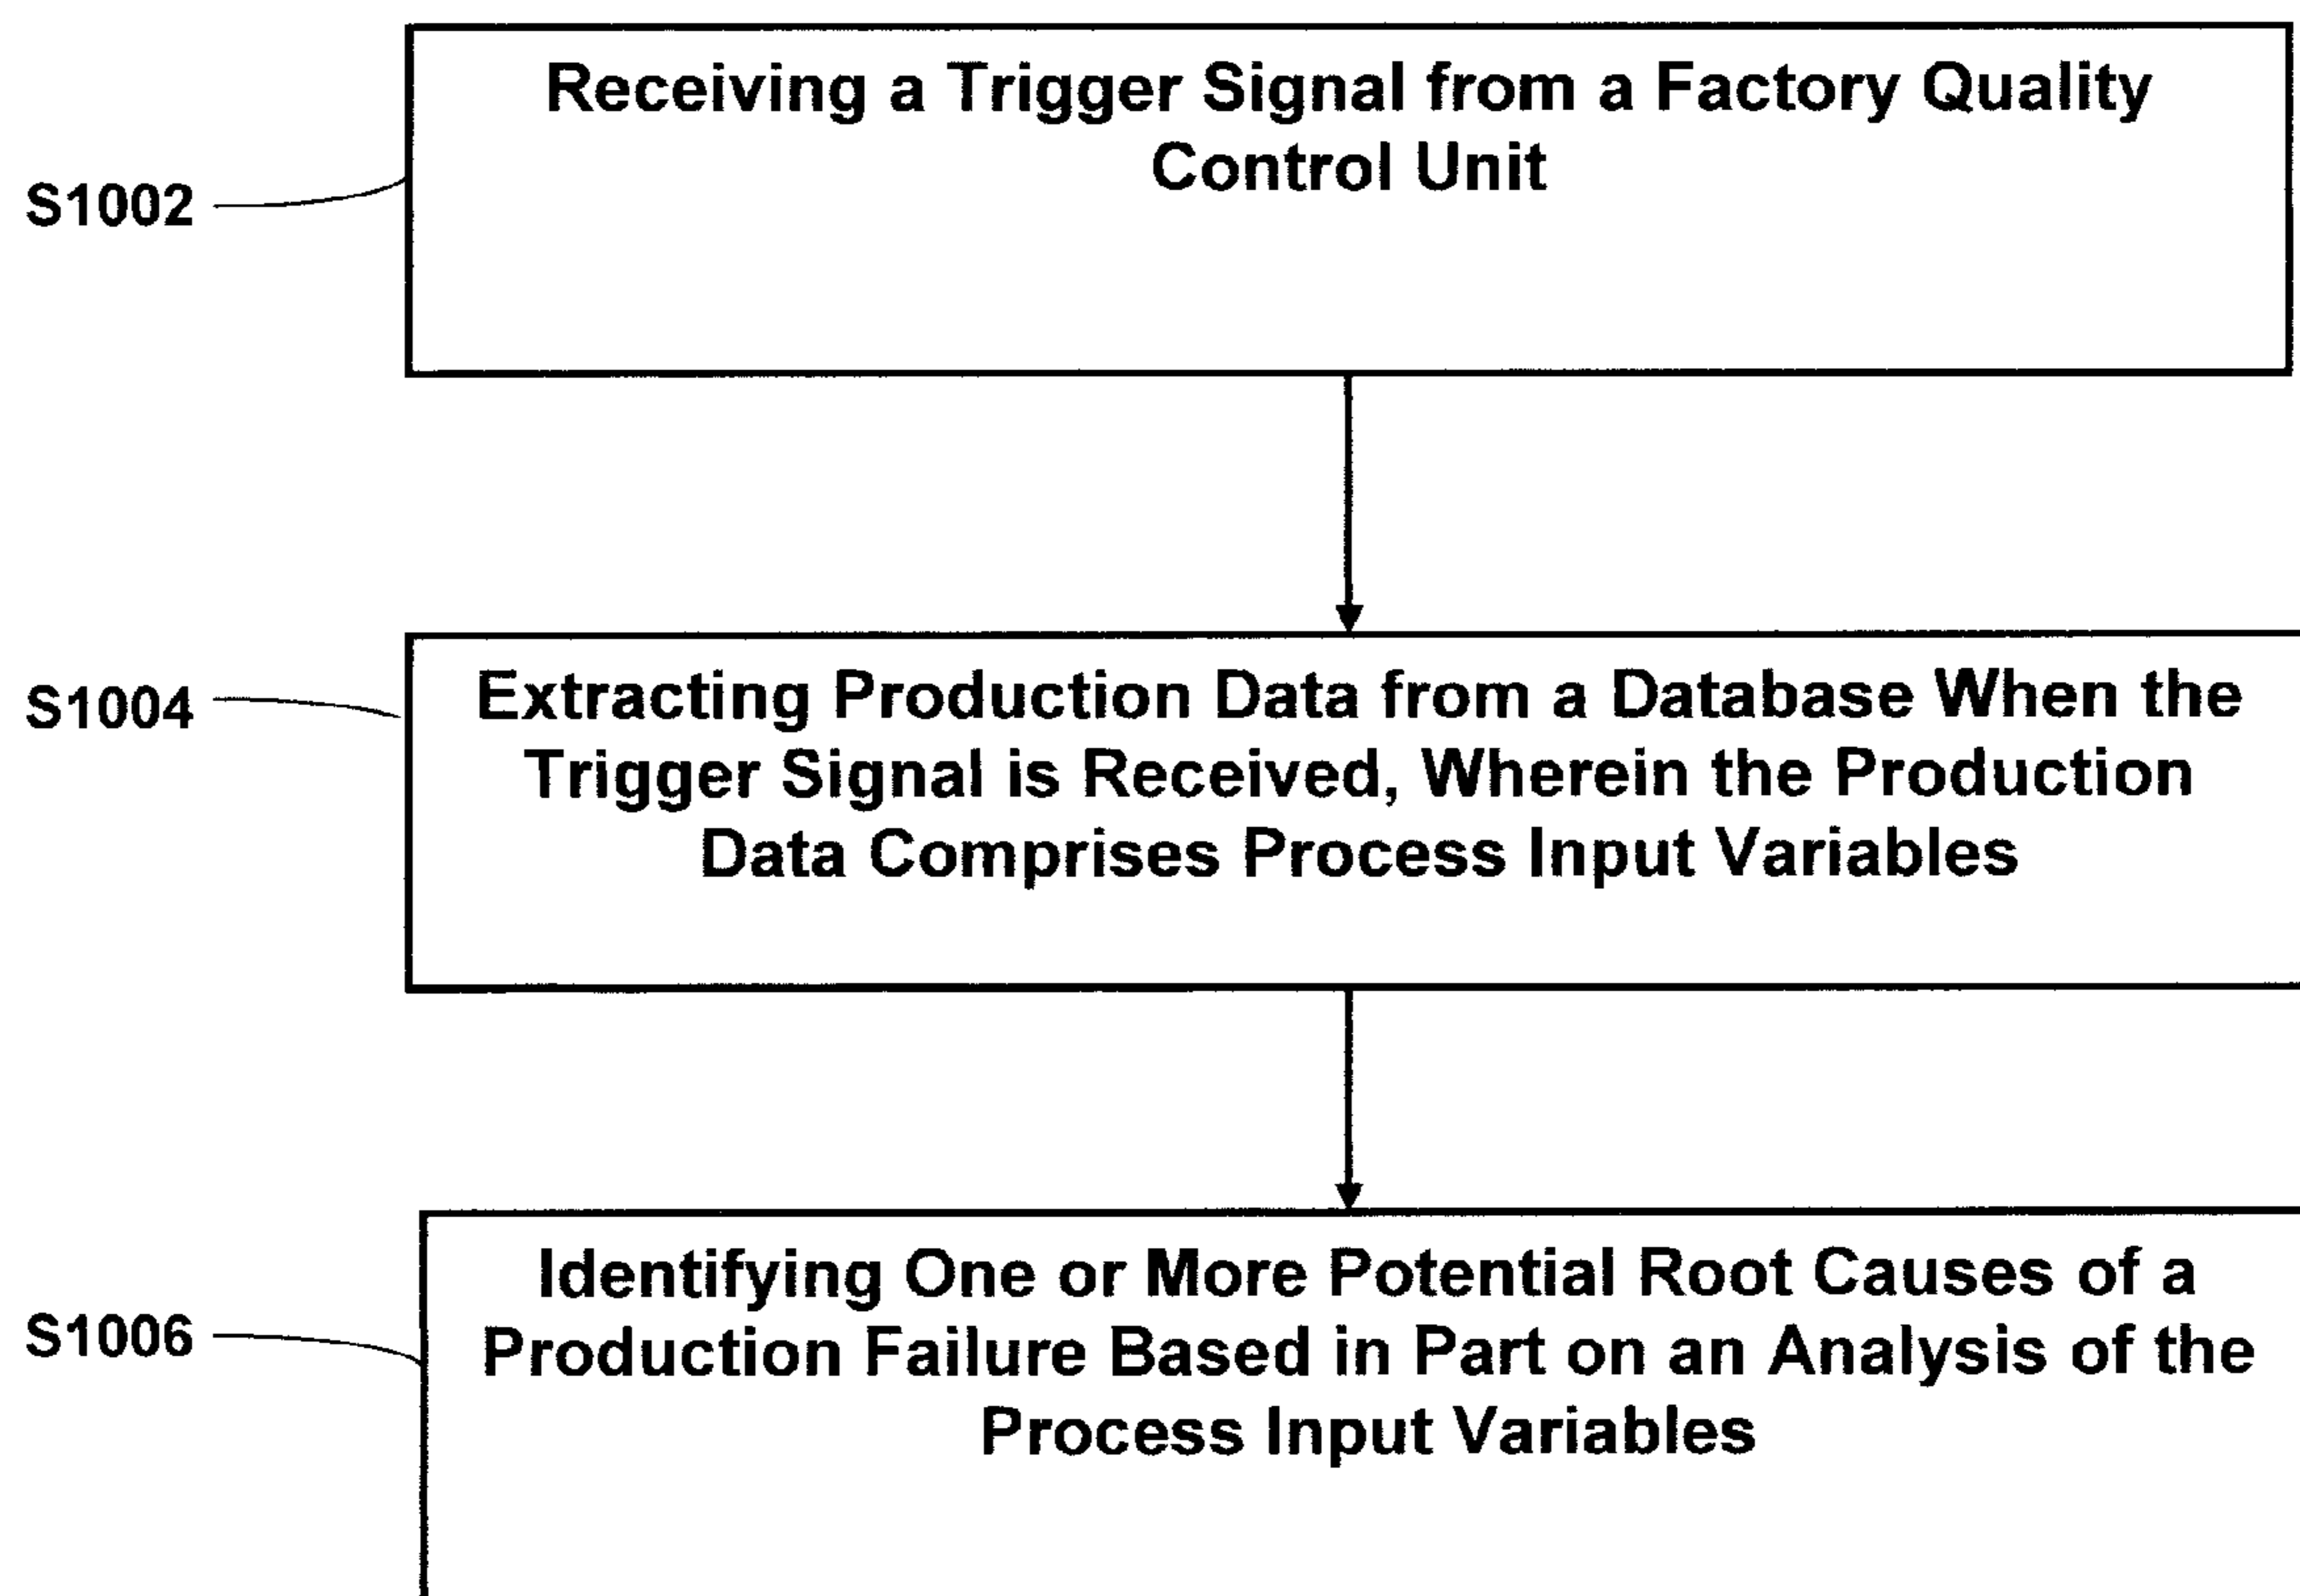 Receiving a Trigger Signal from a Factory Quality
Control Unit
S1002
Extracting Production Data from a Database When the
Trigger Signal is Received, Wherein the Production
Data Comprises Process Input Variables
S1004
Identifying One or More Potential Root Causes of a
Production Failure Based in Part on an Analysis of the
Process Input Variables
S1006